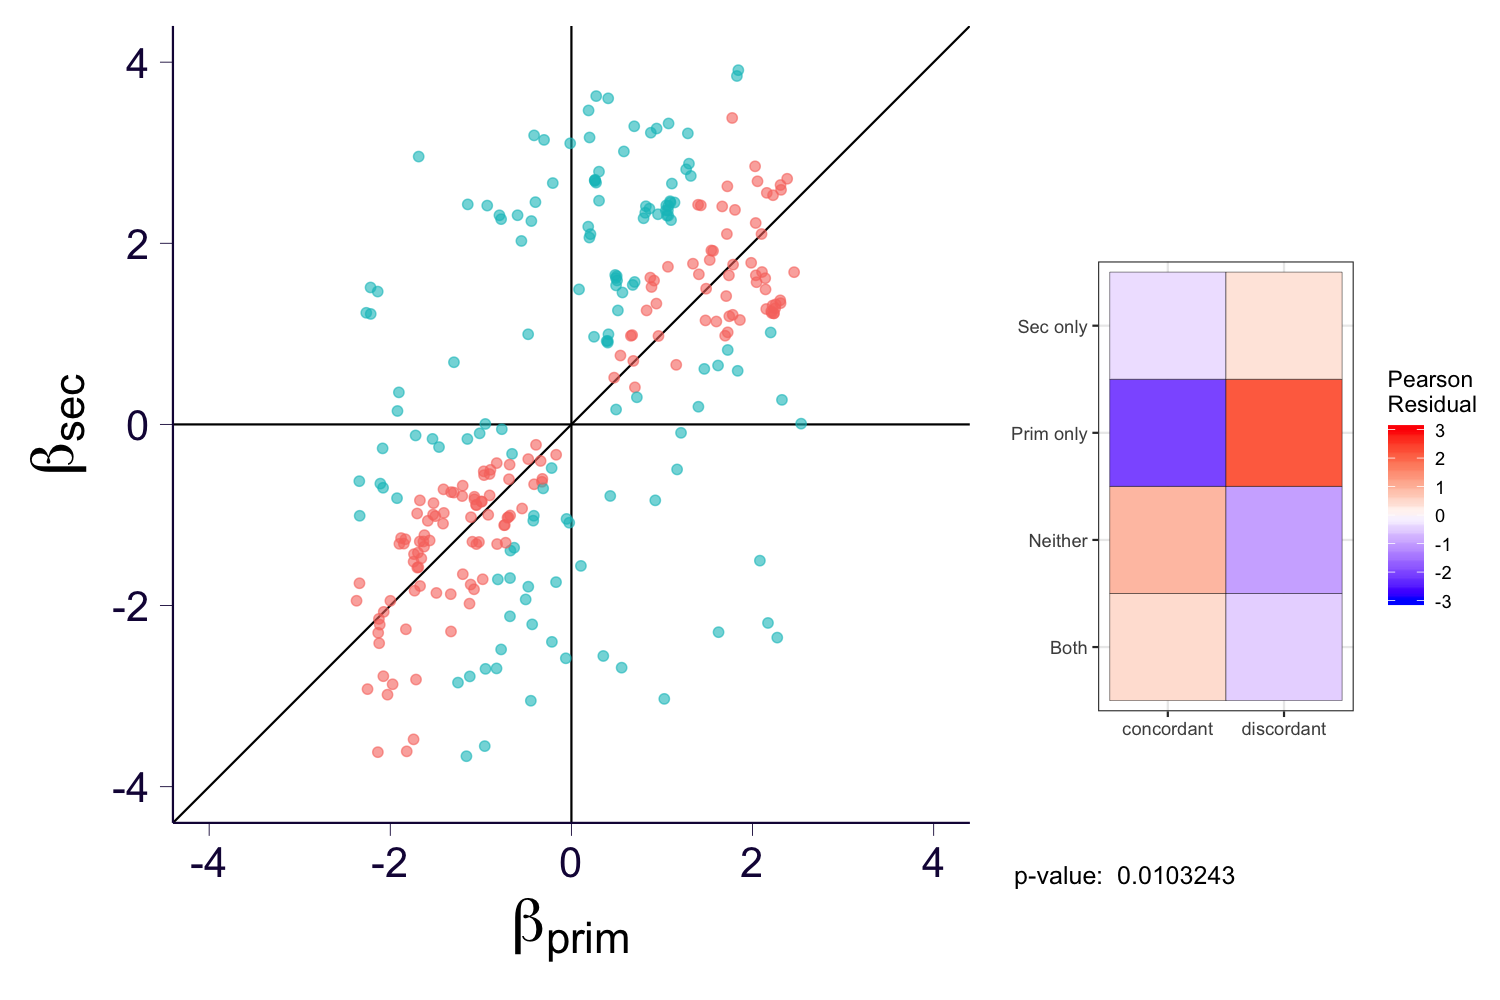 4
2
0
-2
-4
βsec
-4
-2
0
2
4
βprim
Sec only
Prim only
Neither
Both
concordant
discordant
Pearson
Residual
3
2
1
0
-1
-2
-3
p-value: 0.0103243